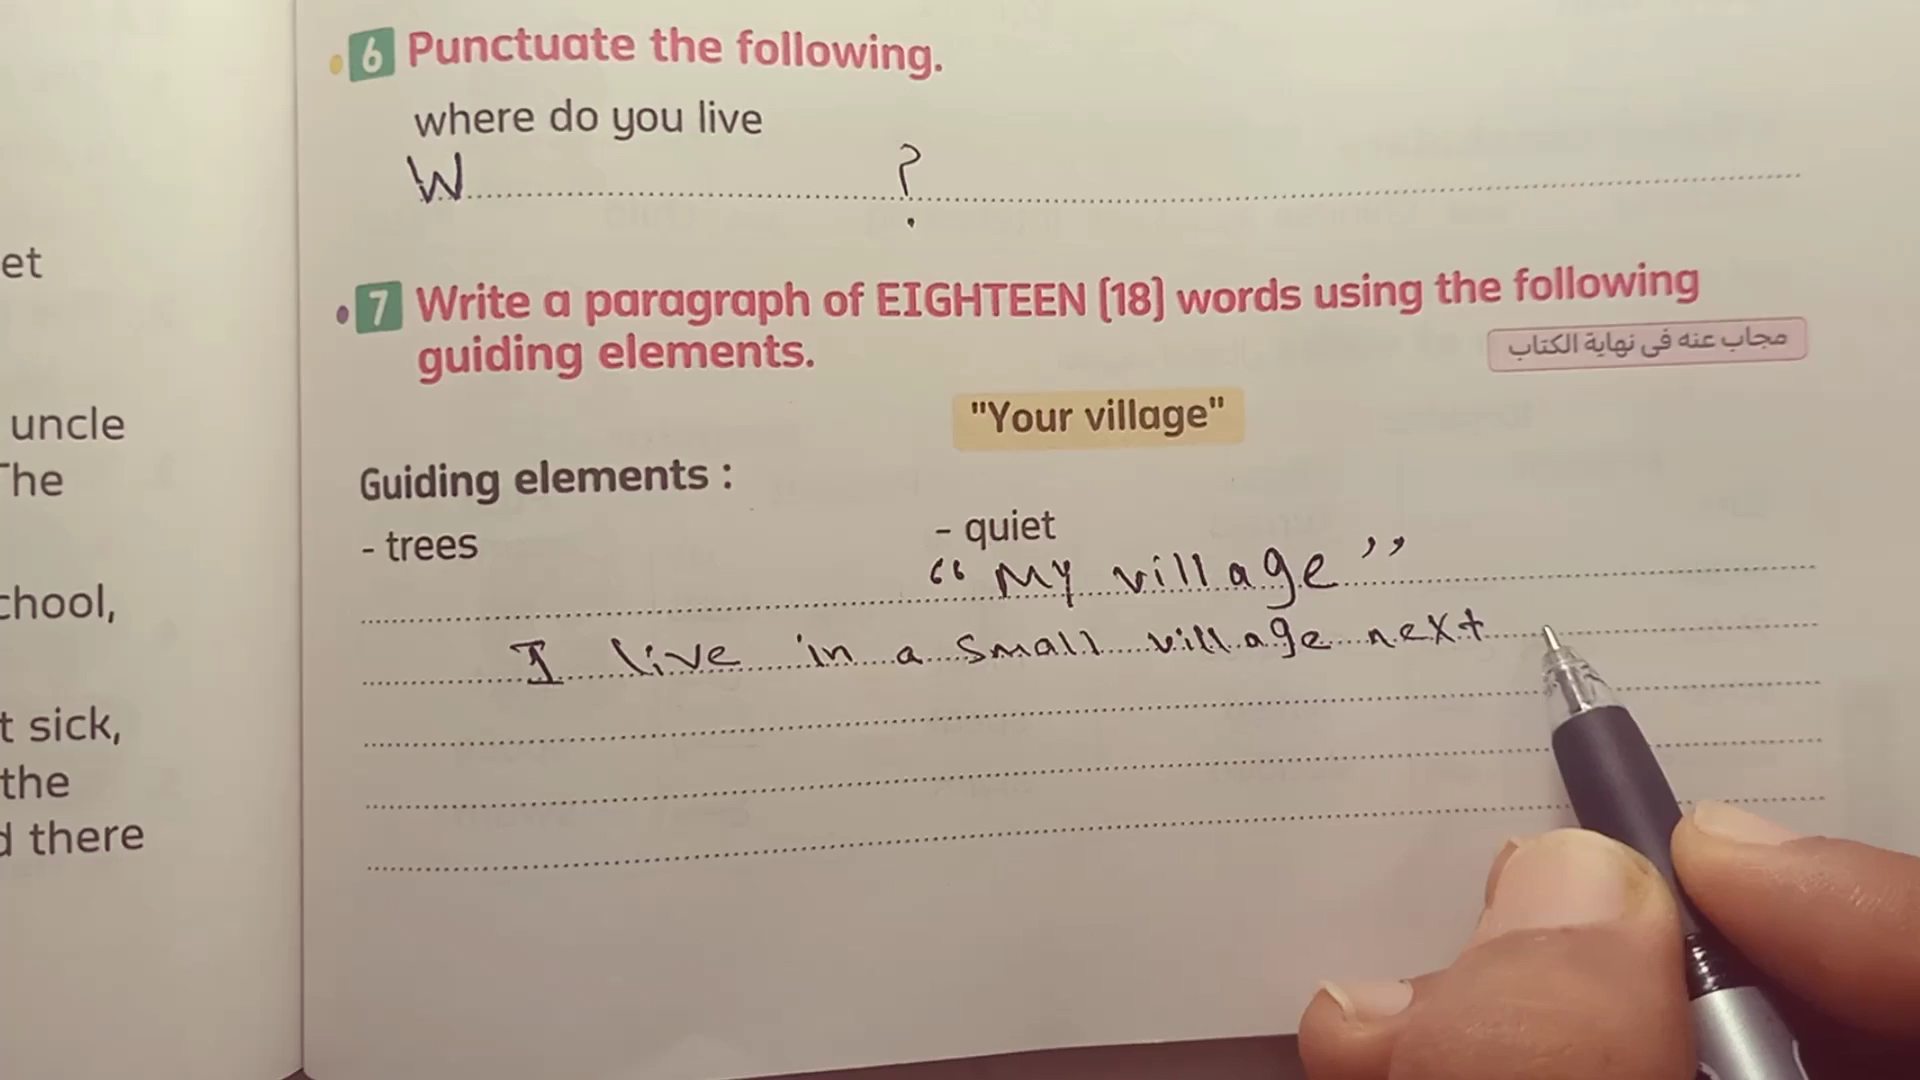 et
uncle
The
chool,
t sick,
the
d there
6 Punctuate the following.
where do you live
W ?
7 Write a paragraph of EIGHTEEN (18) words using the following
guiding elements.
مجاب عنه فى نهاية الكتاب
"Your village"
Guiding elements :
- trees - quiet
“ My village ”
I live in a small village next